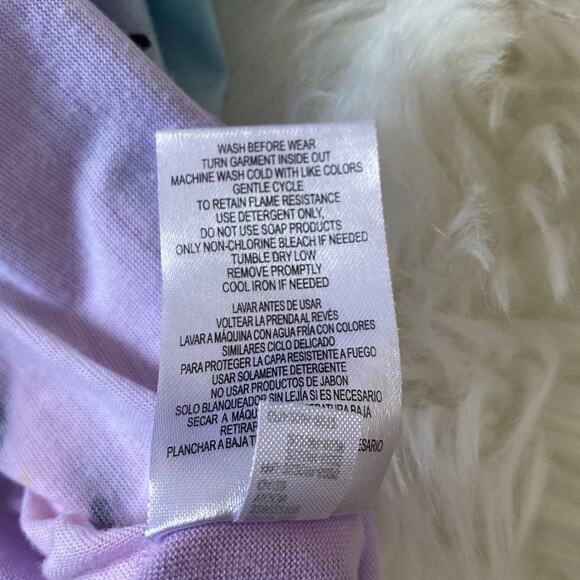 WASH BEFORE WEAR
TURN GARMENT INSIDE OUT
MACHINE WASH COLD WITH LIKE COLORS
GENTLE CYCLE
TO RETAIN FLAME RESISTANCE
USE DETERGENT ONLY,
DO NOT USE SOAP PRODUCTS
ONLY NON-CHLORINE BLEACH IF NEEDED
TUMBLE DRY LOW
REMOVE PROMPTLY
COOL IRON IF NEEDED
LAVAR ANTES DE USAR
VOLTEAR LA PRENDA AL REVÉS
LAVAR A MÁQUINA CON AGUA FRÍA CON COLORES
SIMILARES CICLO DELICADO
PARA PROTEGER LA CAPA RESISTENTE A FUEGO
USAR SOLAMENTE DETERGENTE
NO USAR PRODUCTOS DE JABON
SOLO BLANQUEADOR SIN LEJÍA SI ES NECESARIO
SECAR A BAJA
PLANCHAR A BAJA